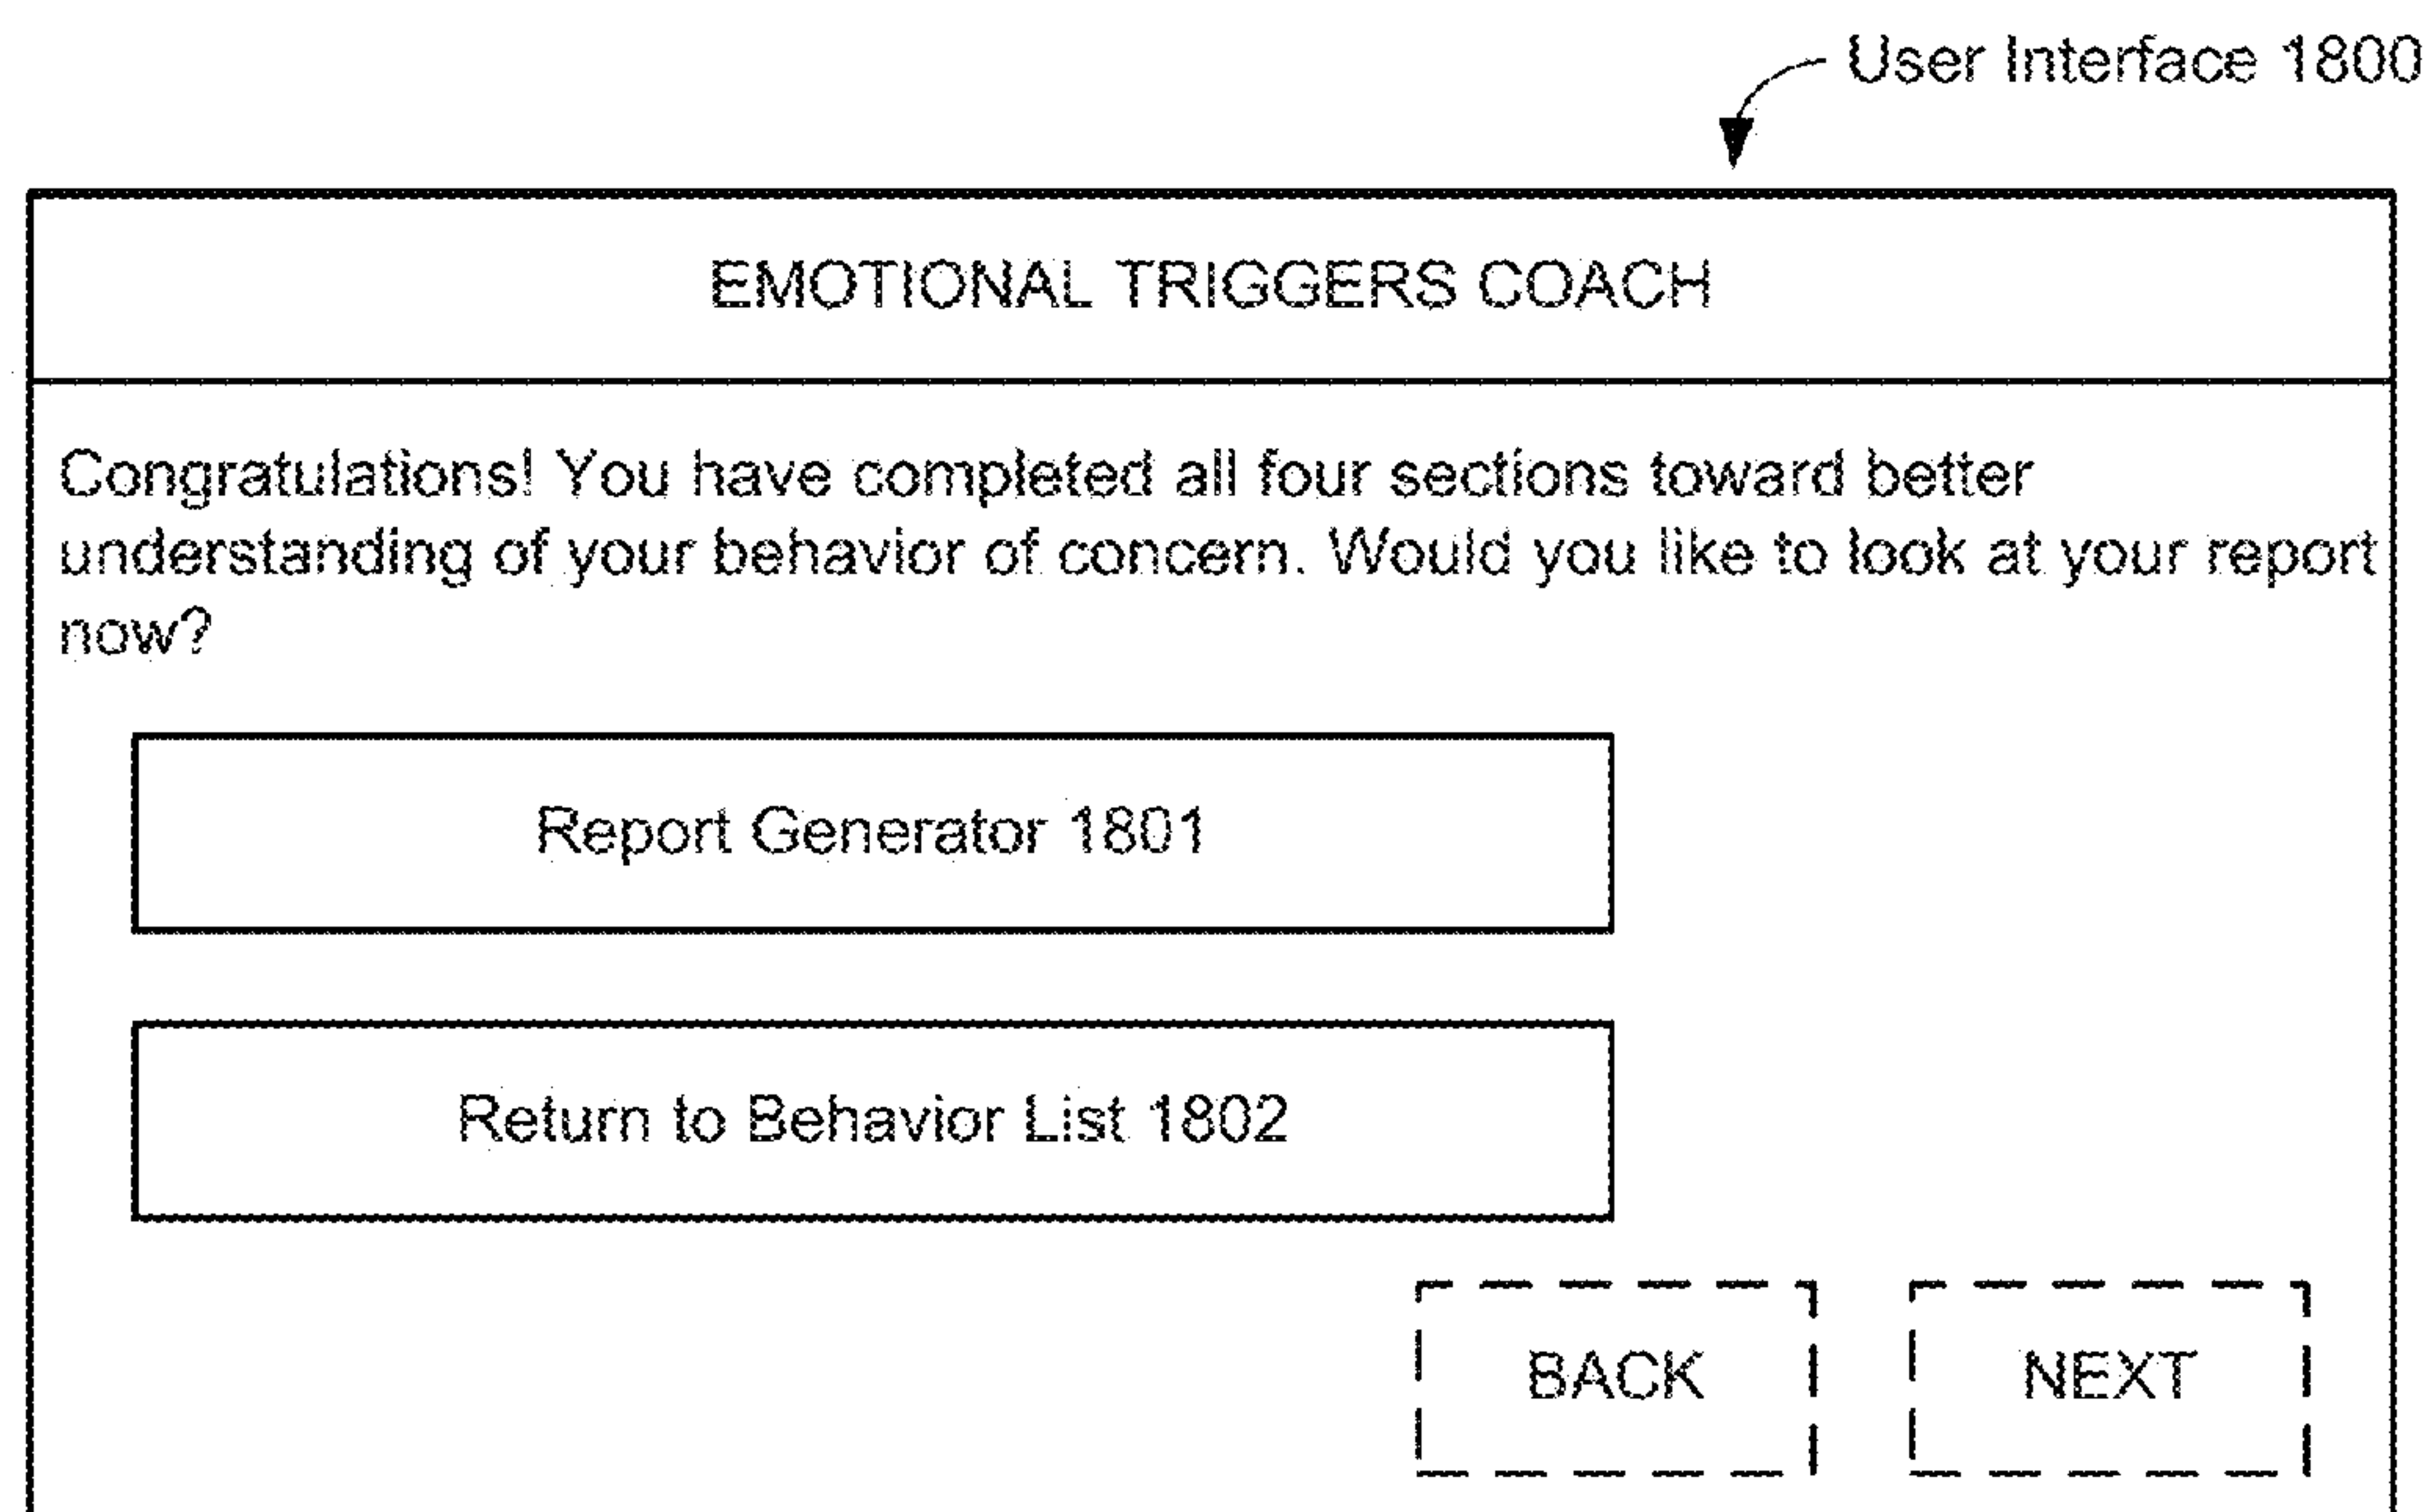 User Interface 1800
EMOTIONAL TRIGGERS COACH
Congratulations! You have completed all four sections toward better
understanding of your behavior of concern. Would you like to look at your report
now?
Report Generator 1801
Return to Behavior List 1802
BACK NEXT